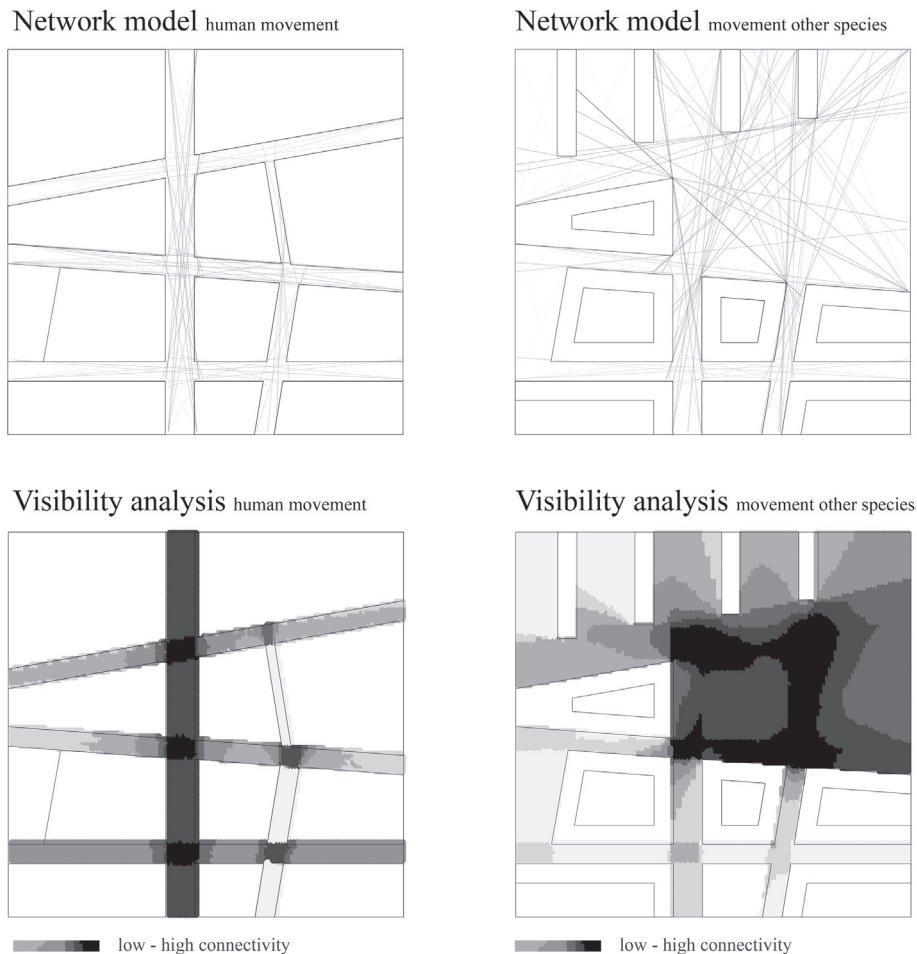 Network model human movement
Network model movement other species
Visibility analysis human movement
Visibility analysis movement other species
low - high connectivity
low - high connectivity